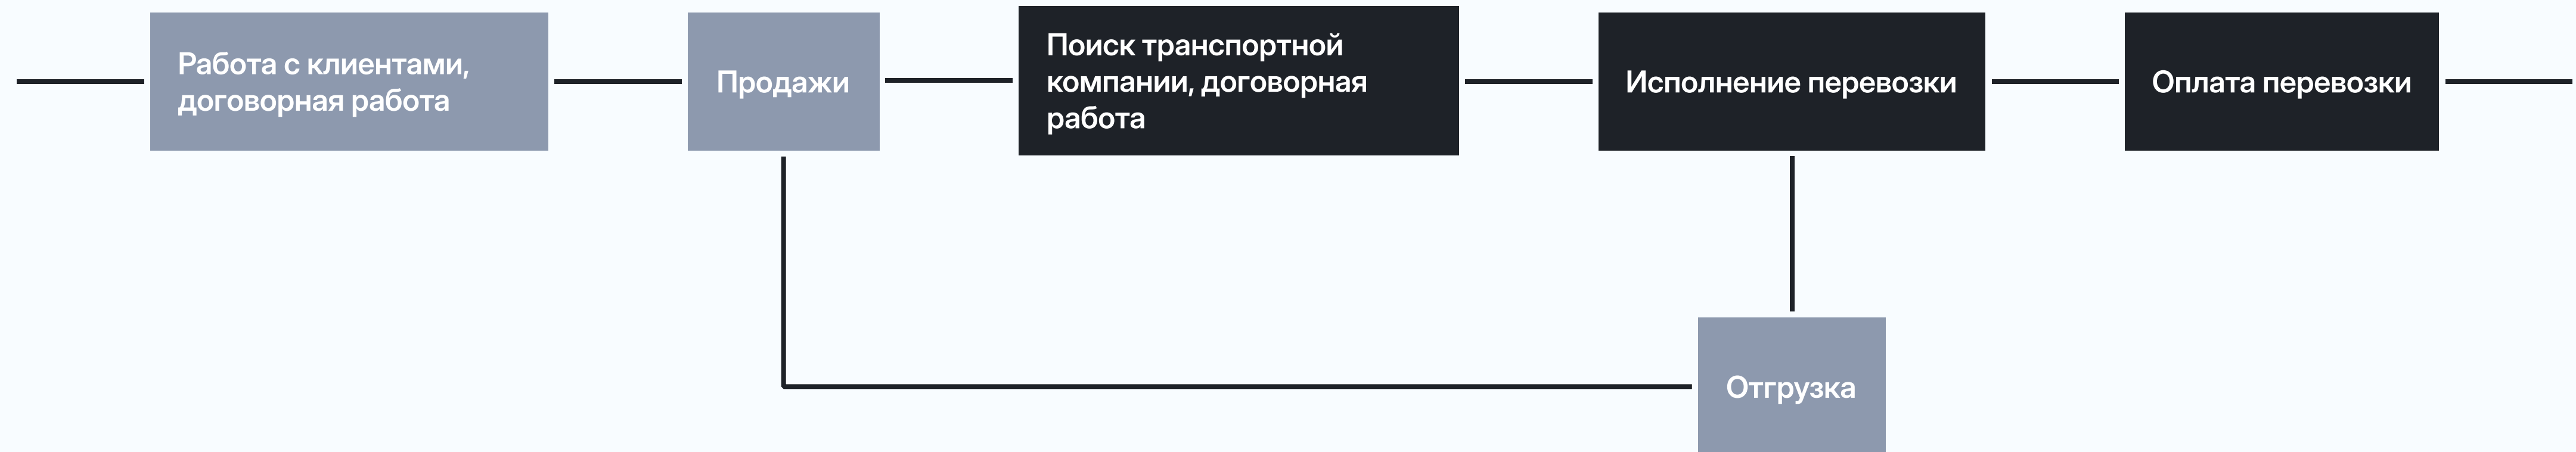 Работа с клиентами,
договорная работа
Продажи
Поиск транспортной
компании, договорная
работа
Исполнение перевозки
Оплата перевозки
Отгрузка